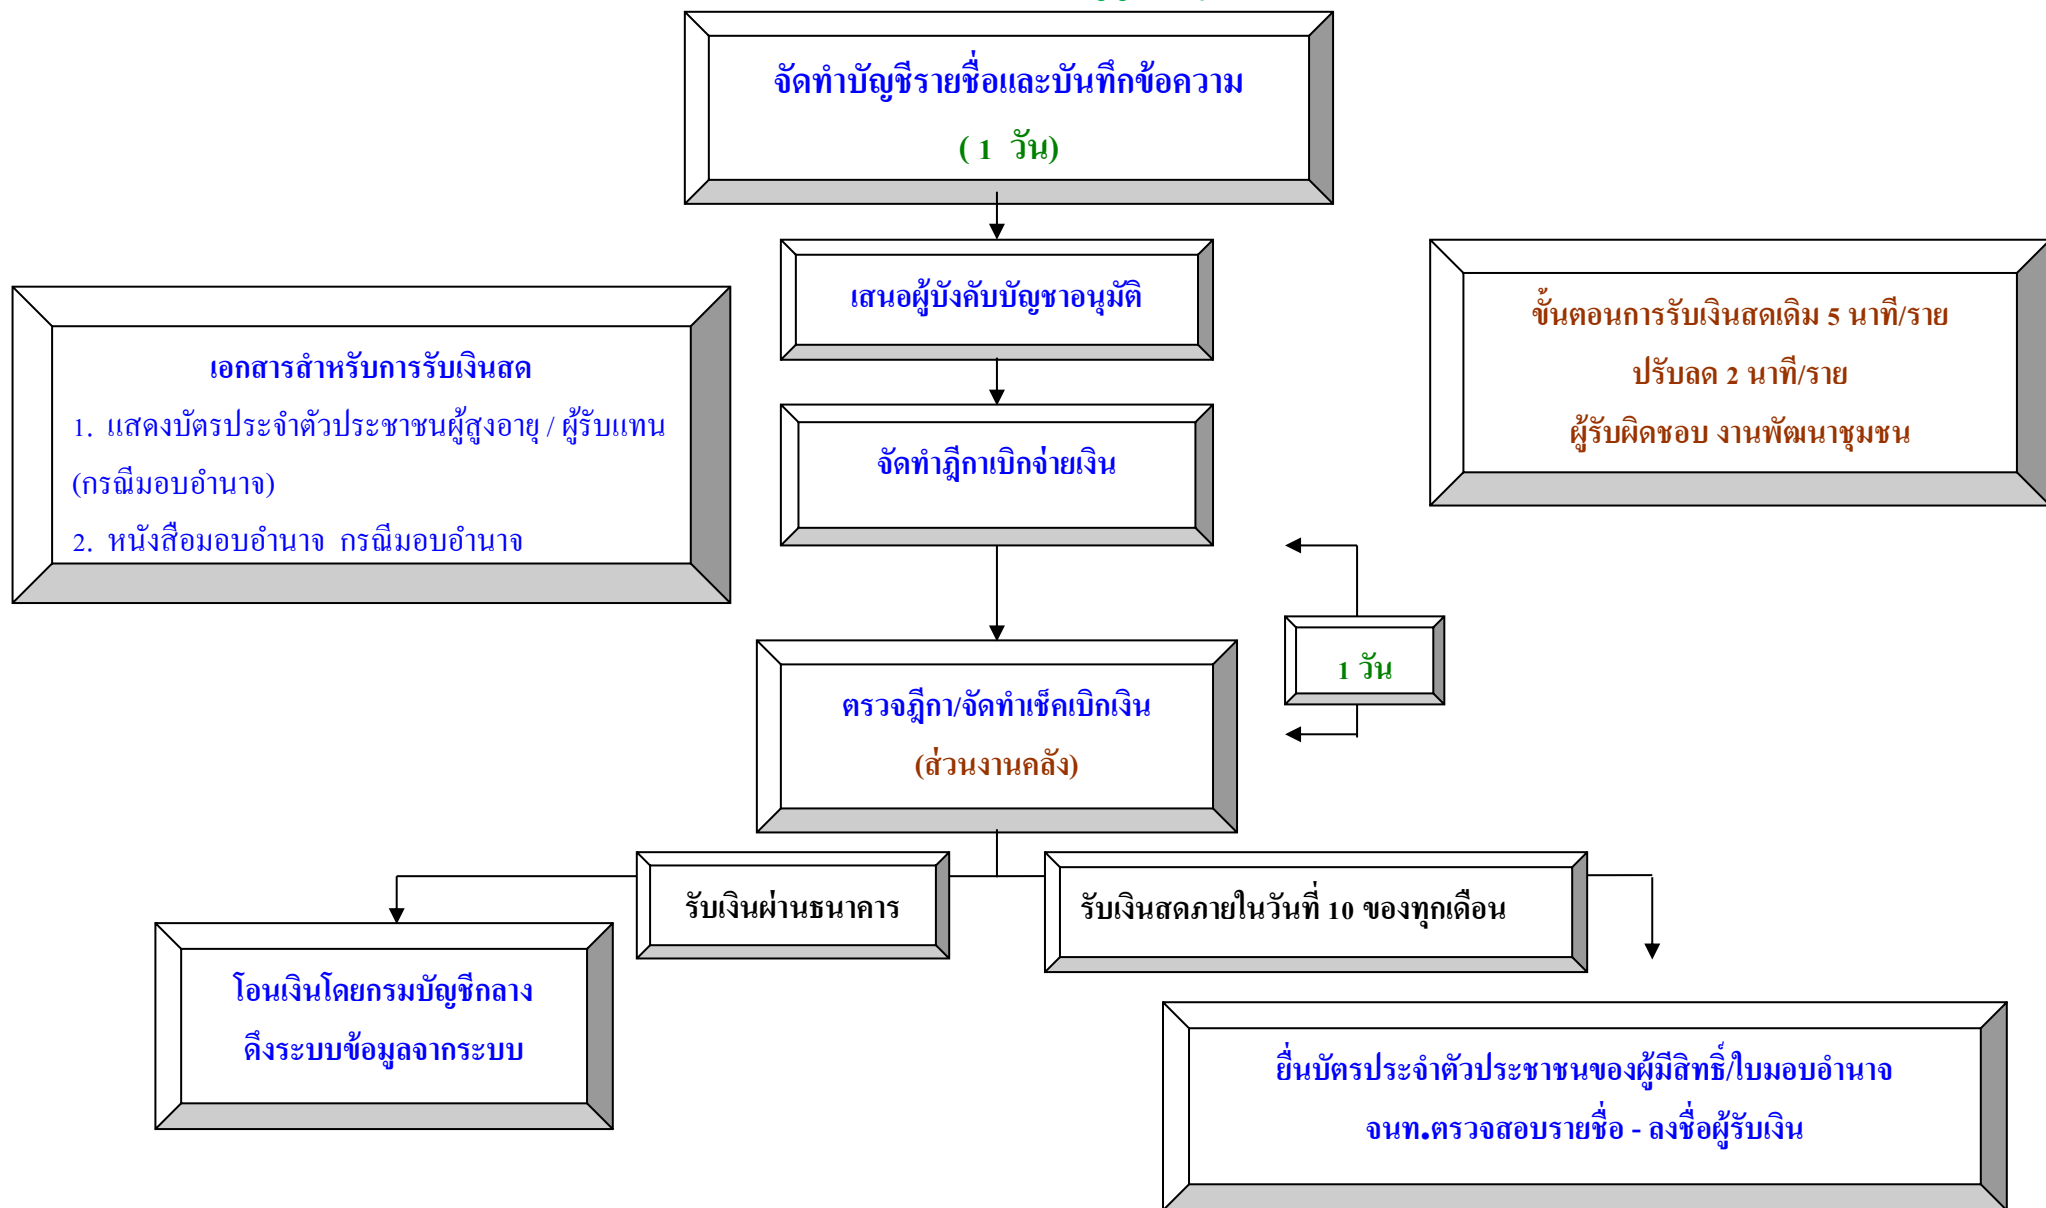 จัดทำบัญชีรายชื่อและบันทึกข้อความ
( 1 วัน)
เสนอผู้บังคับบัญชาอนุมัติ
ขั้นตอนการรับเงินสดเดิม 5 นาที/ราย
ปรับลด 2 นาที/ราย
ผู้รับผิดชอบ งานพัฒนาชุมชน
เอกสารสำหรับการรับเงินสด
1. แสดงบัตรประจำตัวประชาชนผู้สูงอายุ / ผู้รับแทน
(กรณีมอบอำนาจ)
2. หนังสือมอบอำนาจ กรณีมอบอำนาจ
จัดทำฎีกาเบิกจ่ายเงิน
1 วัน
ตรวจฎีกา/จัดทำเช็คเบิกเงิน
(ส่วนงานคลัง)
รับเงินผ่านธนาคาร
รับเงินสดภายในวันที่ 10 ของทุกเดือน
โอนเงินโดยกรมบัญชีกลาง
ดึงระบบข้อมูลจากระบบ
ยื่นบัตรประจำตัวประชาชนของผู้มีสิทธิ์/ใบมอบอำนาจ
จนท.ตรวจสอบรายชื่อ - ลงชื่อผู้รับเงิน